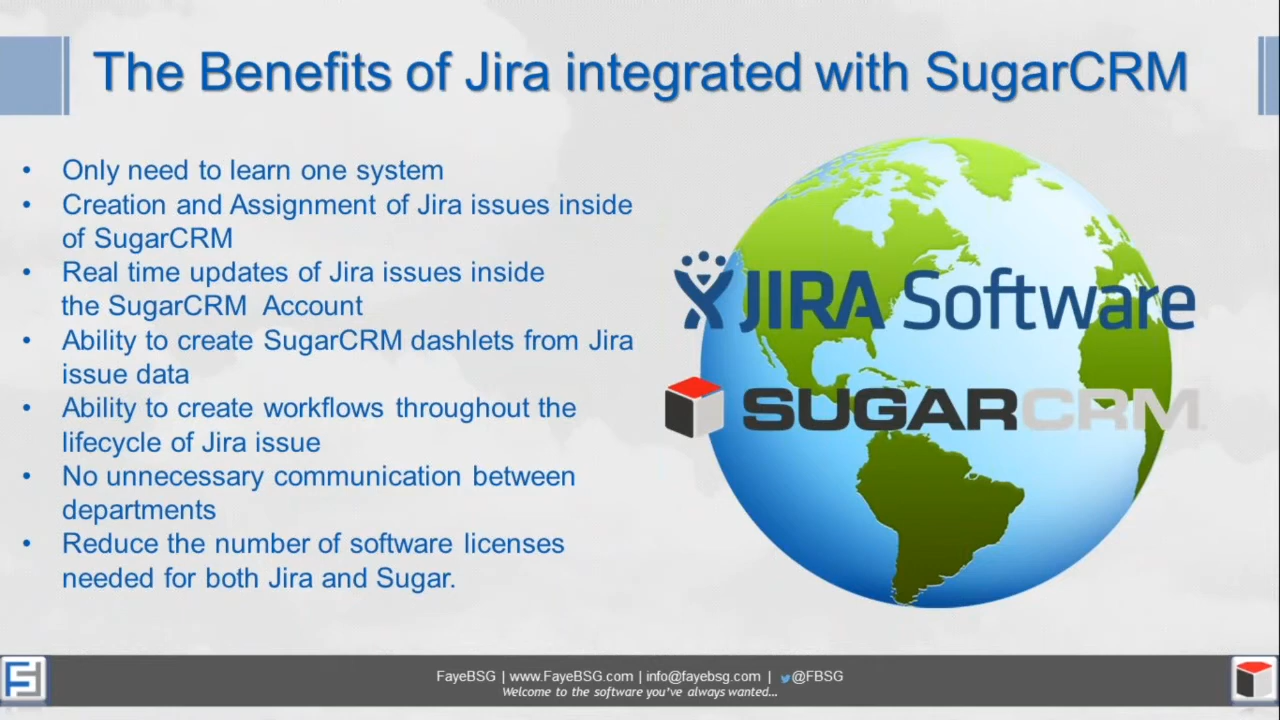 The Benefits of Jira integrated with SugarCRM
• Only need to learn one system
• Creation and Assignment of Jira issues inside
of SugarCRM
• Real time updates of Jira issues inside
the SugarCRM Account
• Ability to create SugarCRM dashlets from Jira
issue data
• Ability to create workflows throughout the
lifecycle of Jira issue
• No unnecessary communication between
departments
• Reduce the number of software licenses
needed for both Jira and Sugar.
JIRA Software
SUGARCRM
FayeBSG | www.FayeBSG.com | info@fayebsg.com | @FBSG
Welcome to the software you've always wanted...